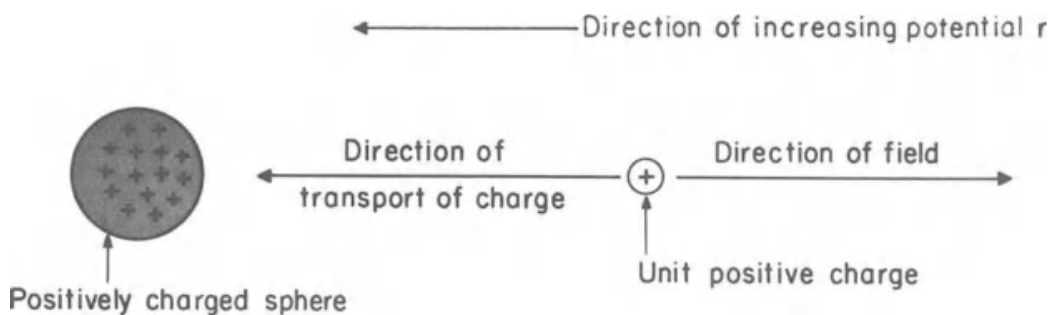 Direction of increasing potential r
Direction of
transport of charge
Direction of field
+
Unit positive charge
Positively charged sphere